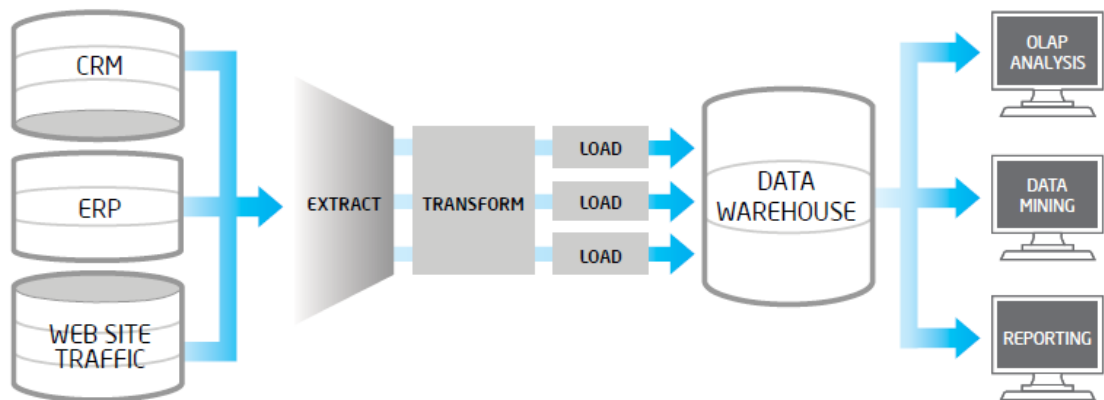 CRM
ERP
WEB SITE
TRAFFIC
EXTRACT
TRANSFORM
LOAD
LOAD
LOAD
DATA
WAREHOUSE
OLAP
ANALYSIS
DATA
MINING
REPORTING